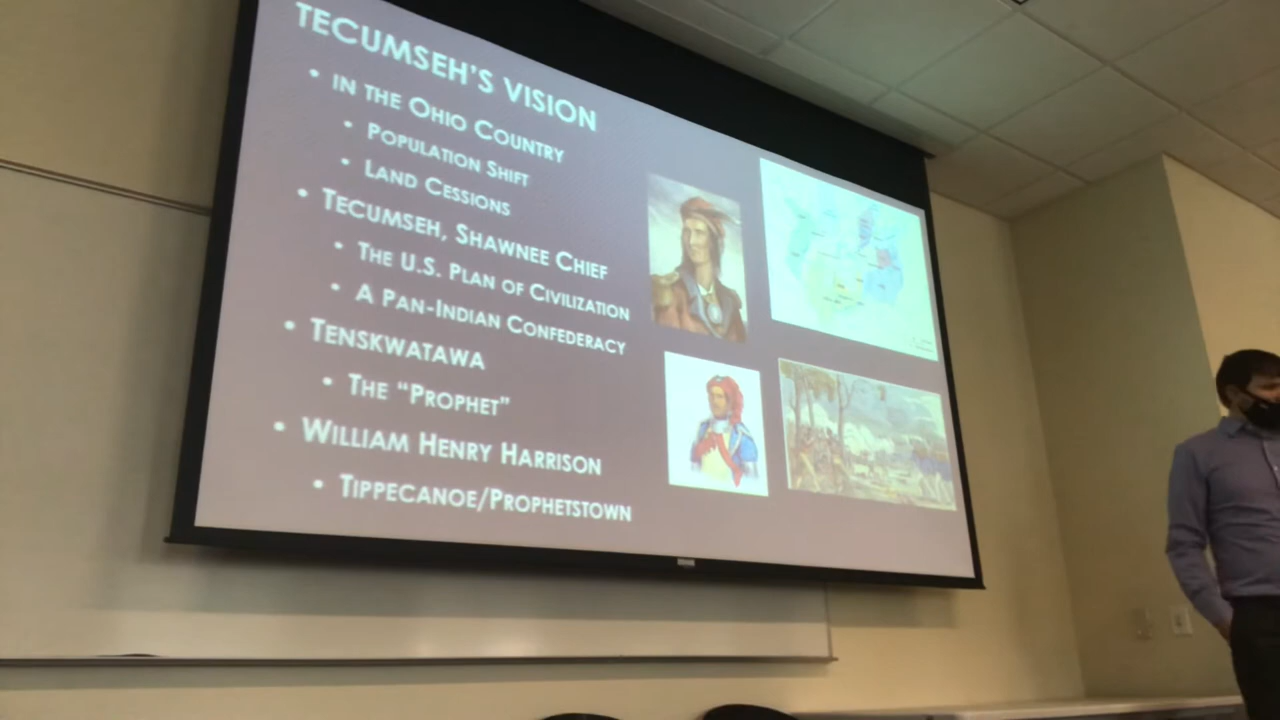 TECUMSEH'S VISION
• IN THE OHIO COUNTRY
• POPULATION SHIFT
• LAND CESSIONS
• TECUMSEH, SHAWNEE CHIEF
• THE U.S. PLAN OF CIVILIZATION
• A PAN-INDIAN CONFEDERACY
• TENSKWATAWA
• THE “PROPHET”
• WILLIAM HENRY HARRISON
• TIPPECANOE/PROPHETSTOWN